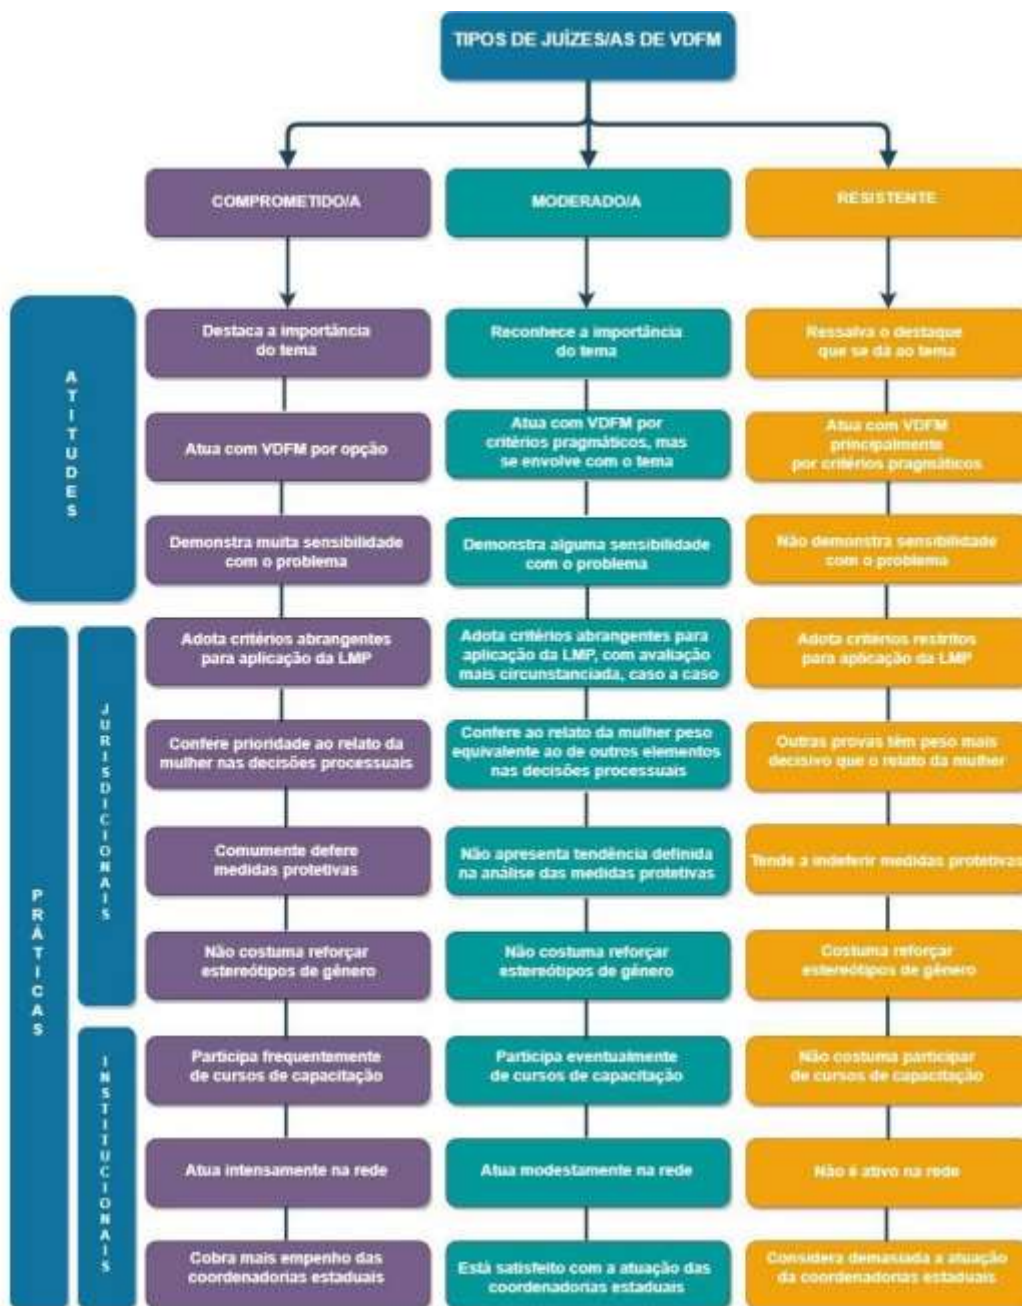 TIPOS DE JUÍZES/AS DE VDFM
COMPROMETIDO/A
MODERADO/A
RESISTENTE
ATITUDES
Destaca a importância
do tema
Reconhece a importância
do tema
Ressalva o destaque
que se dá ao tema
Atua com VDFM por opção
Atua com VDFM por
critérios pragmáticos, mas
se envolve com o tema
Atua com VDFM
principalmente
por critérios pragmáticos
Demonstra muita sensibilidade
com o problema
Demonstra alguma sensibilidade
com o problema
Não demonstra sensibilidade
com o problema
PRÁTICAS
JURISDICIONAIS
Adota critérios abrangentes
para aplicação da LMP
Adota critérios abrangentes para
aplicação da LMP, com avaliação
mais circunstanciada, caso a caso
Adota critérios restritos
para aplicação da LMP
Confere prioridade ao relato da
mulher nas decisões processuais
Confere ao relato da mulher peso
equivalente ao de outros elementos
nas decisões processuais
Outras provas têm peso mais
decisivo que o relato da mulher
Comumente defere
medidas protetivas
Não apresenta tendência definida
na análise das medidas protetivas
Tende a indeferir medidas protetivas
Não costuma reforçar
estereótipos de gênero
Não costuma reforçar
estereótipos de gênero
Costuma reforçar
estereótipos de gênero
INSTITUCIONAIS
Participa frequentemente
de cursos de capacitação
Participa eventualmente
de cursos de capacitação
Não costuma participar
de cursos de capacitação
Atua intensamente na rede
Atua modestamente na rede
Não é ativo na rede
Cobra mais empenho das
coordenadorias estaduais
Está satisfeito com a atuação das
coordenadorias estaduais
Considera demasiada a atuação
da coordenadorias estaduais